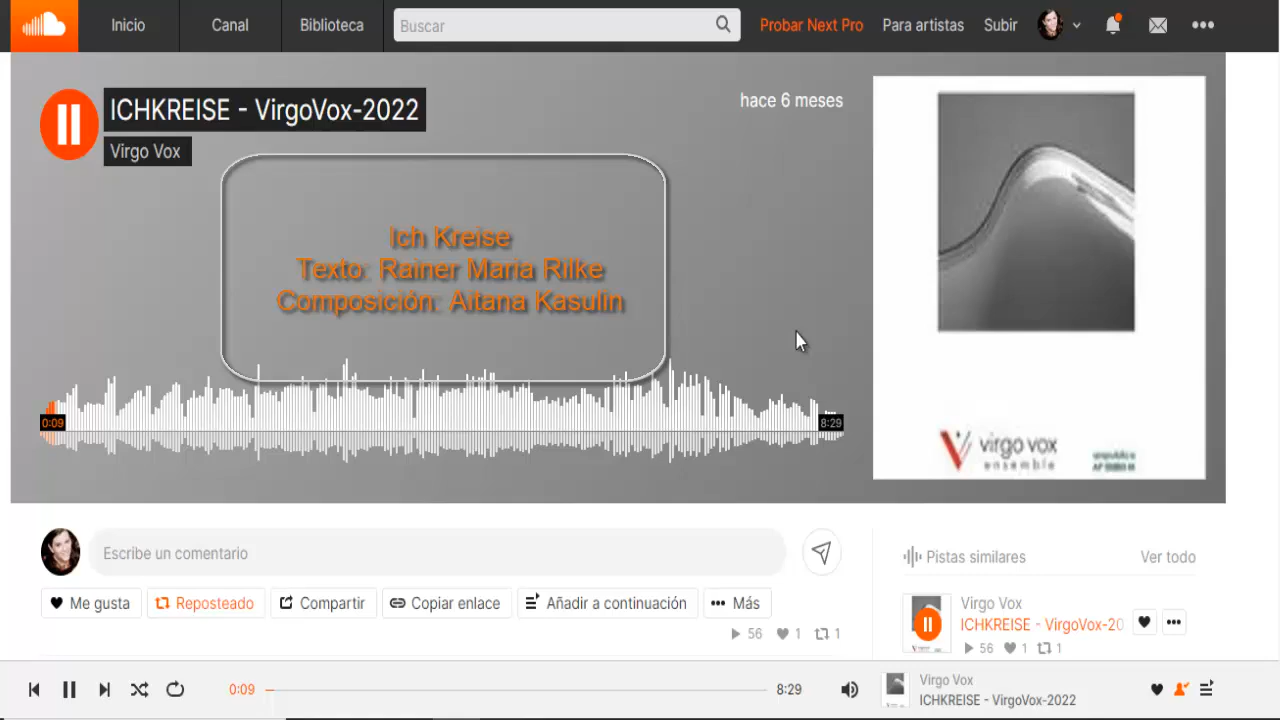 Inicio
Canal
Biblioteca
Buscar
Probar Next Pro
Para artistas
Subir
ICHKREISE - VirgoVox-2022
Virgo Vox
hace 6 meses
Ich Kreise
Texto: Rainer Maria Rilke
Composición: Aitana Kasulin
0:09
8:29
virgo vox
ensemble
Escribe un comentario
Me gusta
Reposteado
Compartir
Copiar enlace
Añadir a continuación
Más
56
1
1
Pistas similares
Ver todo
Virgo Vox
ICHKREISE - VirgoVox-20
56
1
1
0:09
8:29
Virgo Vox
ICHKREISE - VirgoVox-2022